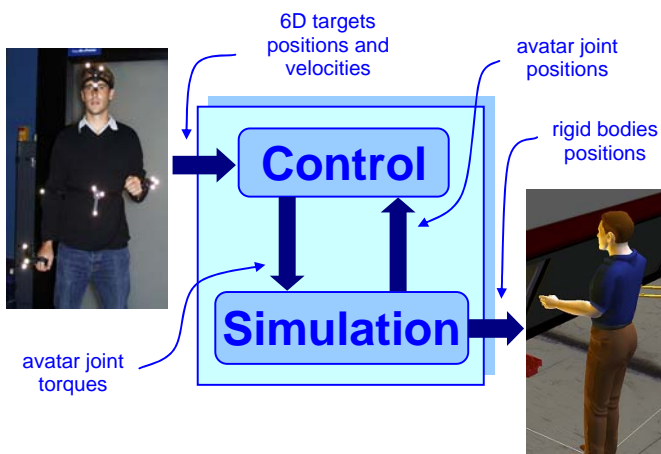 6D targets
positions and
velocities
avatar joint
positions
rigid bodies
positions
Control
Simulation
avatar joint
torques